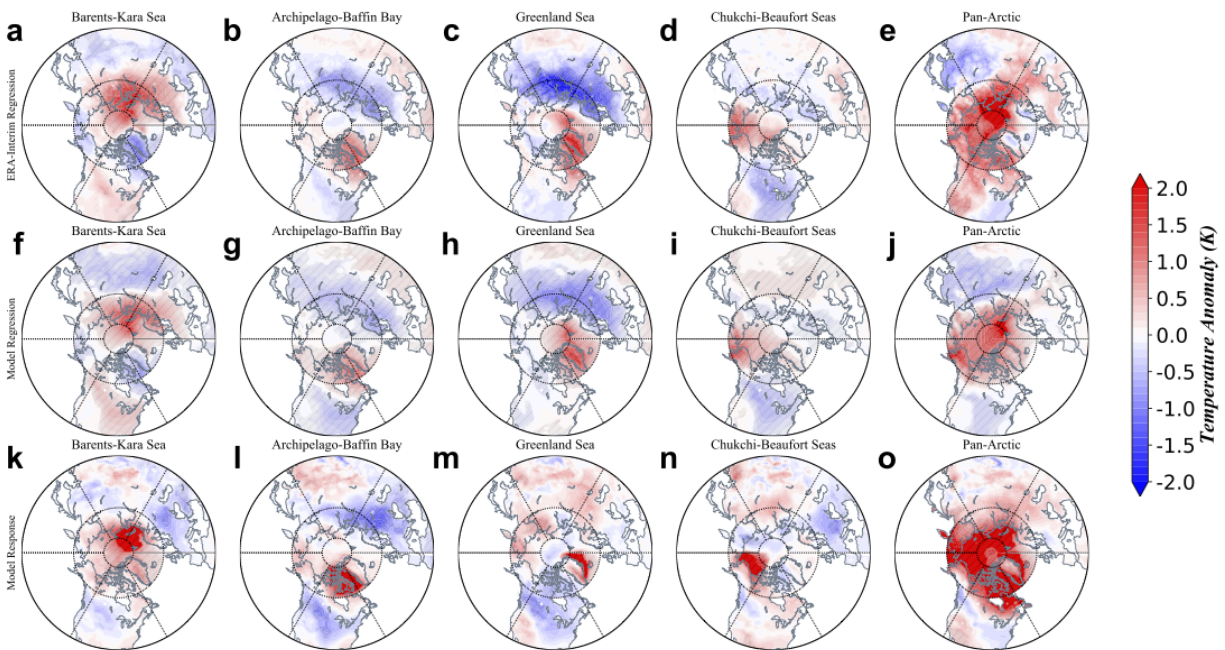 Barents-Kara Sea
Archipelago-Baffin Bay
Greenland Sea
Chukchi-Beaufort Seas
Pan-Arctic
a
b
c
d
e
ERA-Interim Regression
Barents-Kara Sea
Archipelago-Baffin Bay
Greenland Sea
Chukchi-Beaufort Seas
Pan-Arctic
f
g
h
i
j
Model Regression
Barents-Kara Sea
Archipelago-Baffin Bay
Greenland Sea
Chukchi-Beaufort Seas
Pan-Arctic
k
l
m
n
o
Model Response
2.0
1.5
1.0
0.5
0.0
-0.5
-1.0
-1.5
-2.0
Temperature Anomaly (K)